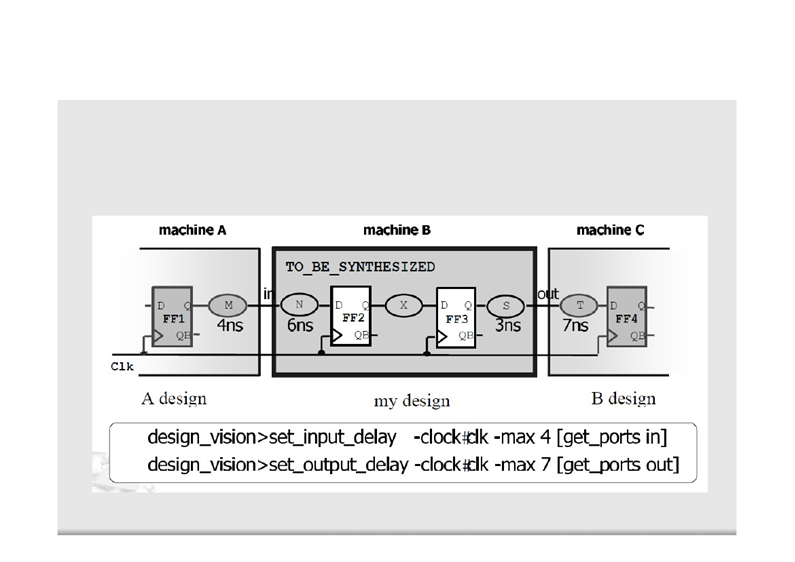 machine A machine B machine C
TO_BE_SYNTHESIZED
in out
D Q M N D Q X D Q S T D Q
FF1 FF2 FF3 FF4
4ns 6ns 3ns 7ns
QB QB QB QB
Clk
A design my design B design
design_vision>set_input_delay -clock clk -max 4 [get_ports in]
design_vision>set_output_delay -clock clk -max 7 [get_ports out]